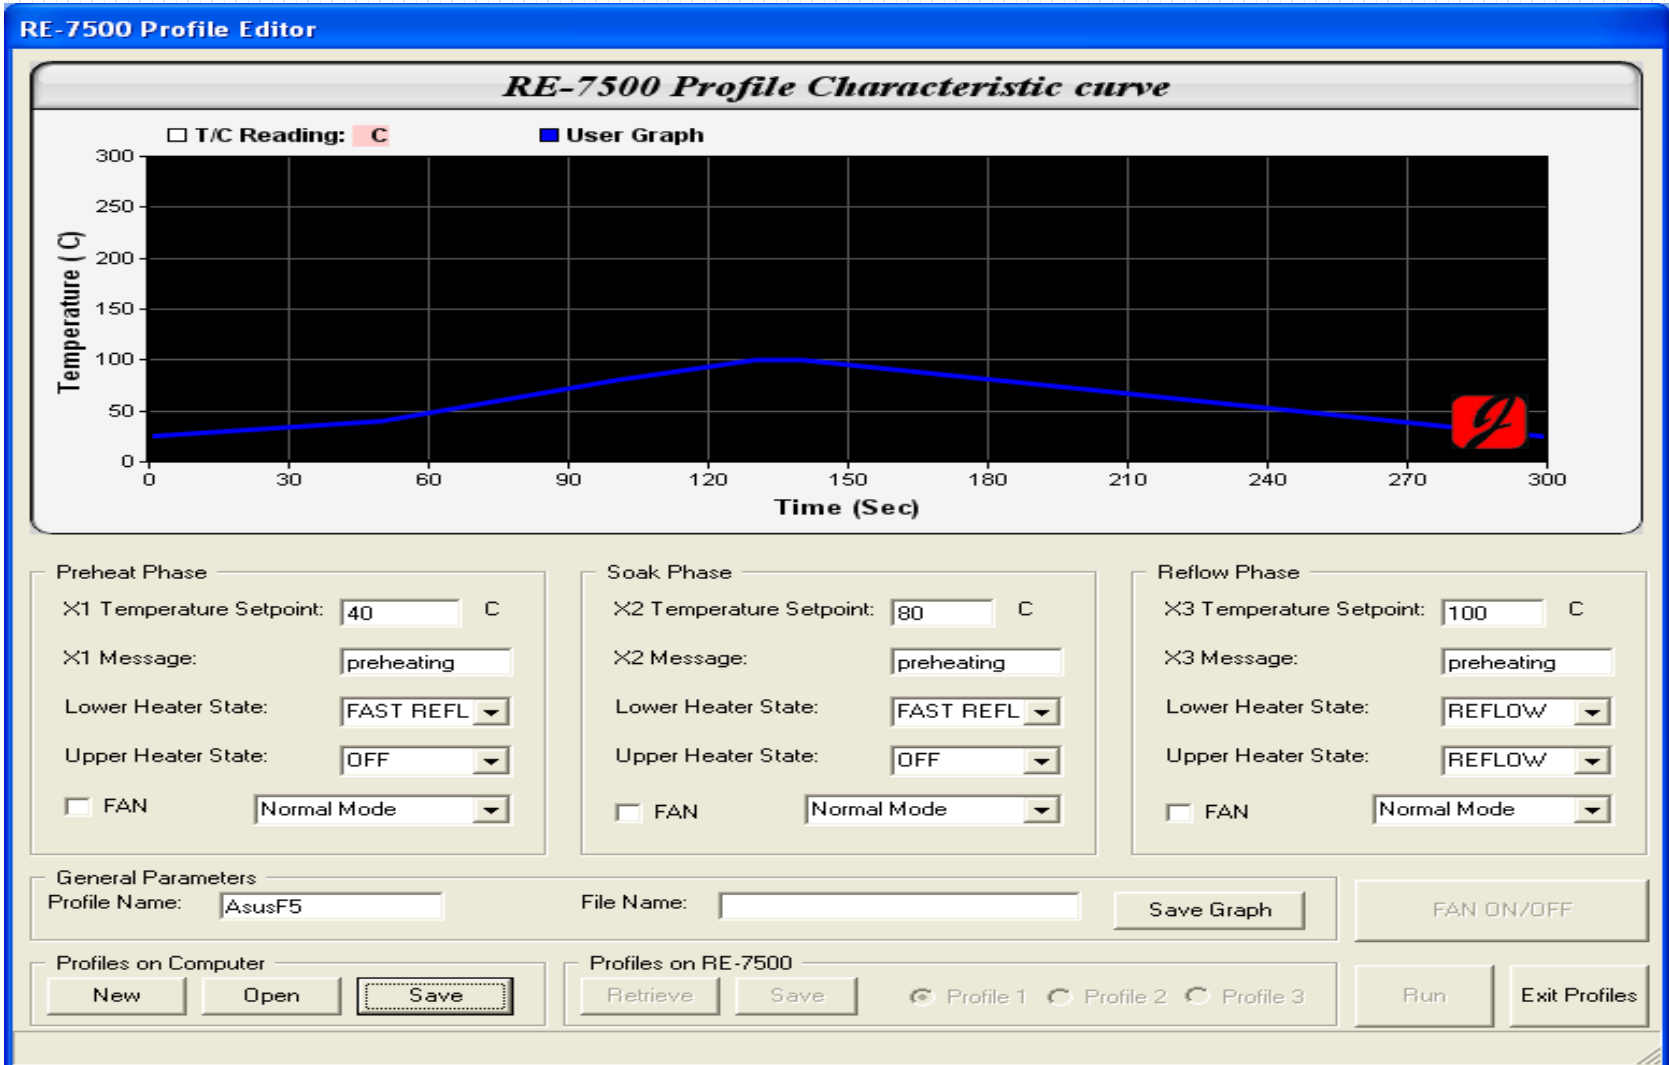 RE-7500 Profile Editor
RE-7500 Profile Characteristic curve
T/C Reading: C User Graph
300
250
200
150
100
50
0
Temperature ( C)
0 30 60 90 120 150 180 210 240 270 300
Time (Sec)
Preheat Phase
X1 Temperature Setpoint: 40 C
X1 Message: preheating
Lower Heater State: FAST REFL
Upper Heater State: OFF
FAN Normal Mode
Soak Phase
X2 Temperature Setpoint: 80 C
X2 Message: preheating
Lower Heater State: FAST REFL
Upper Heater State: OFF
FAN Normal Mode
Reflow Phase
X3 Temperature Setpoint: 100 C
X3 Message: preheating
Lower Heater State: REFLOW
Upper Heater State: REFLOW
FAN Normal Mode
General Parameters
Profile Name: AsusF5 File Name: Save Graph
FAN ON/OFF
Profiles on Computer
New Open Save
Profiles on RE-7500
Retrieve Save Profile 1 Profile 2 Profile 3
Run Exit Profiles